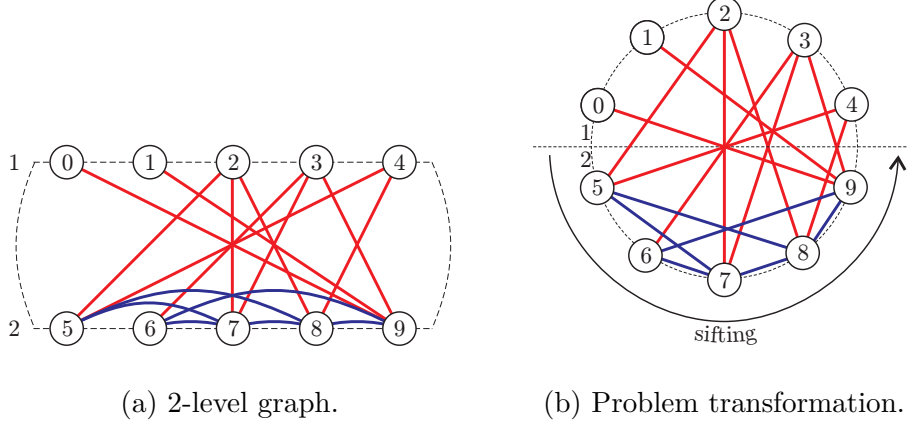 1 0 1 2 3 4
2 5 6 7 8 9
(a) 2-level graph.
2
1 3
0 4
1
2
5 9
6 8
7
sifting
(b) Problem transformation.